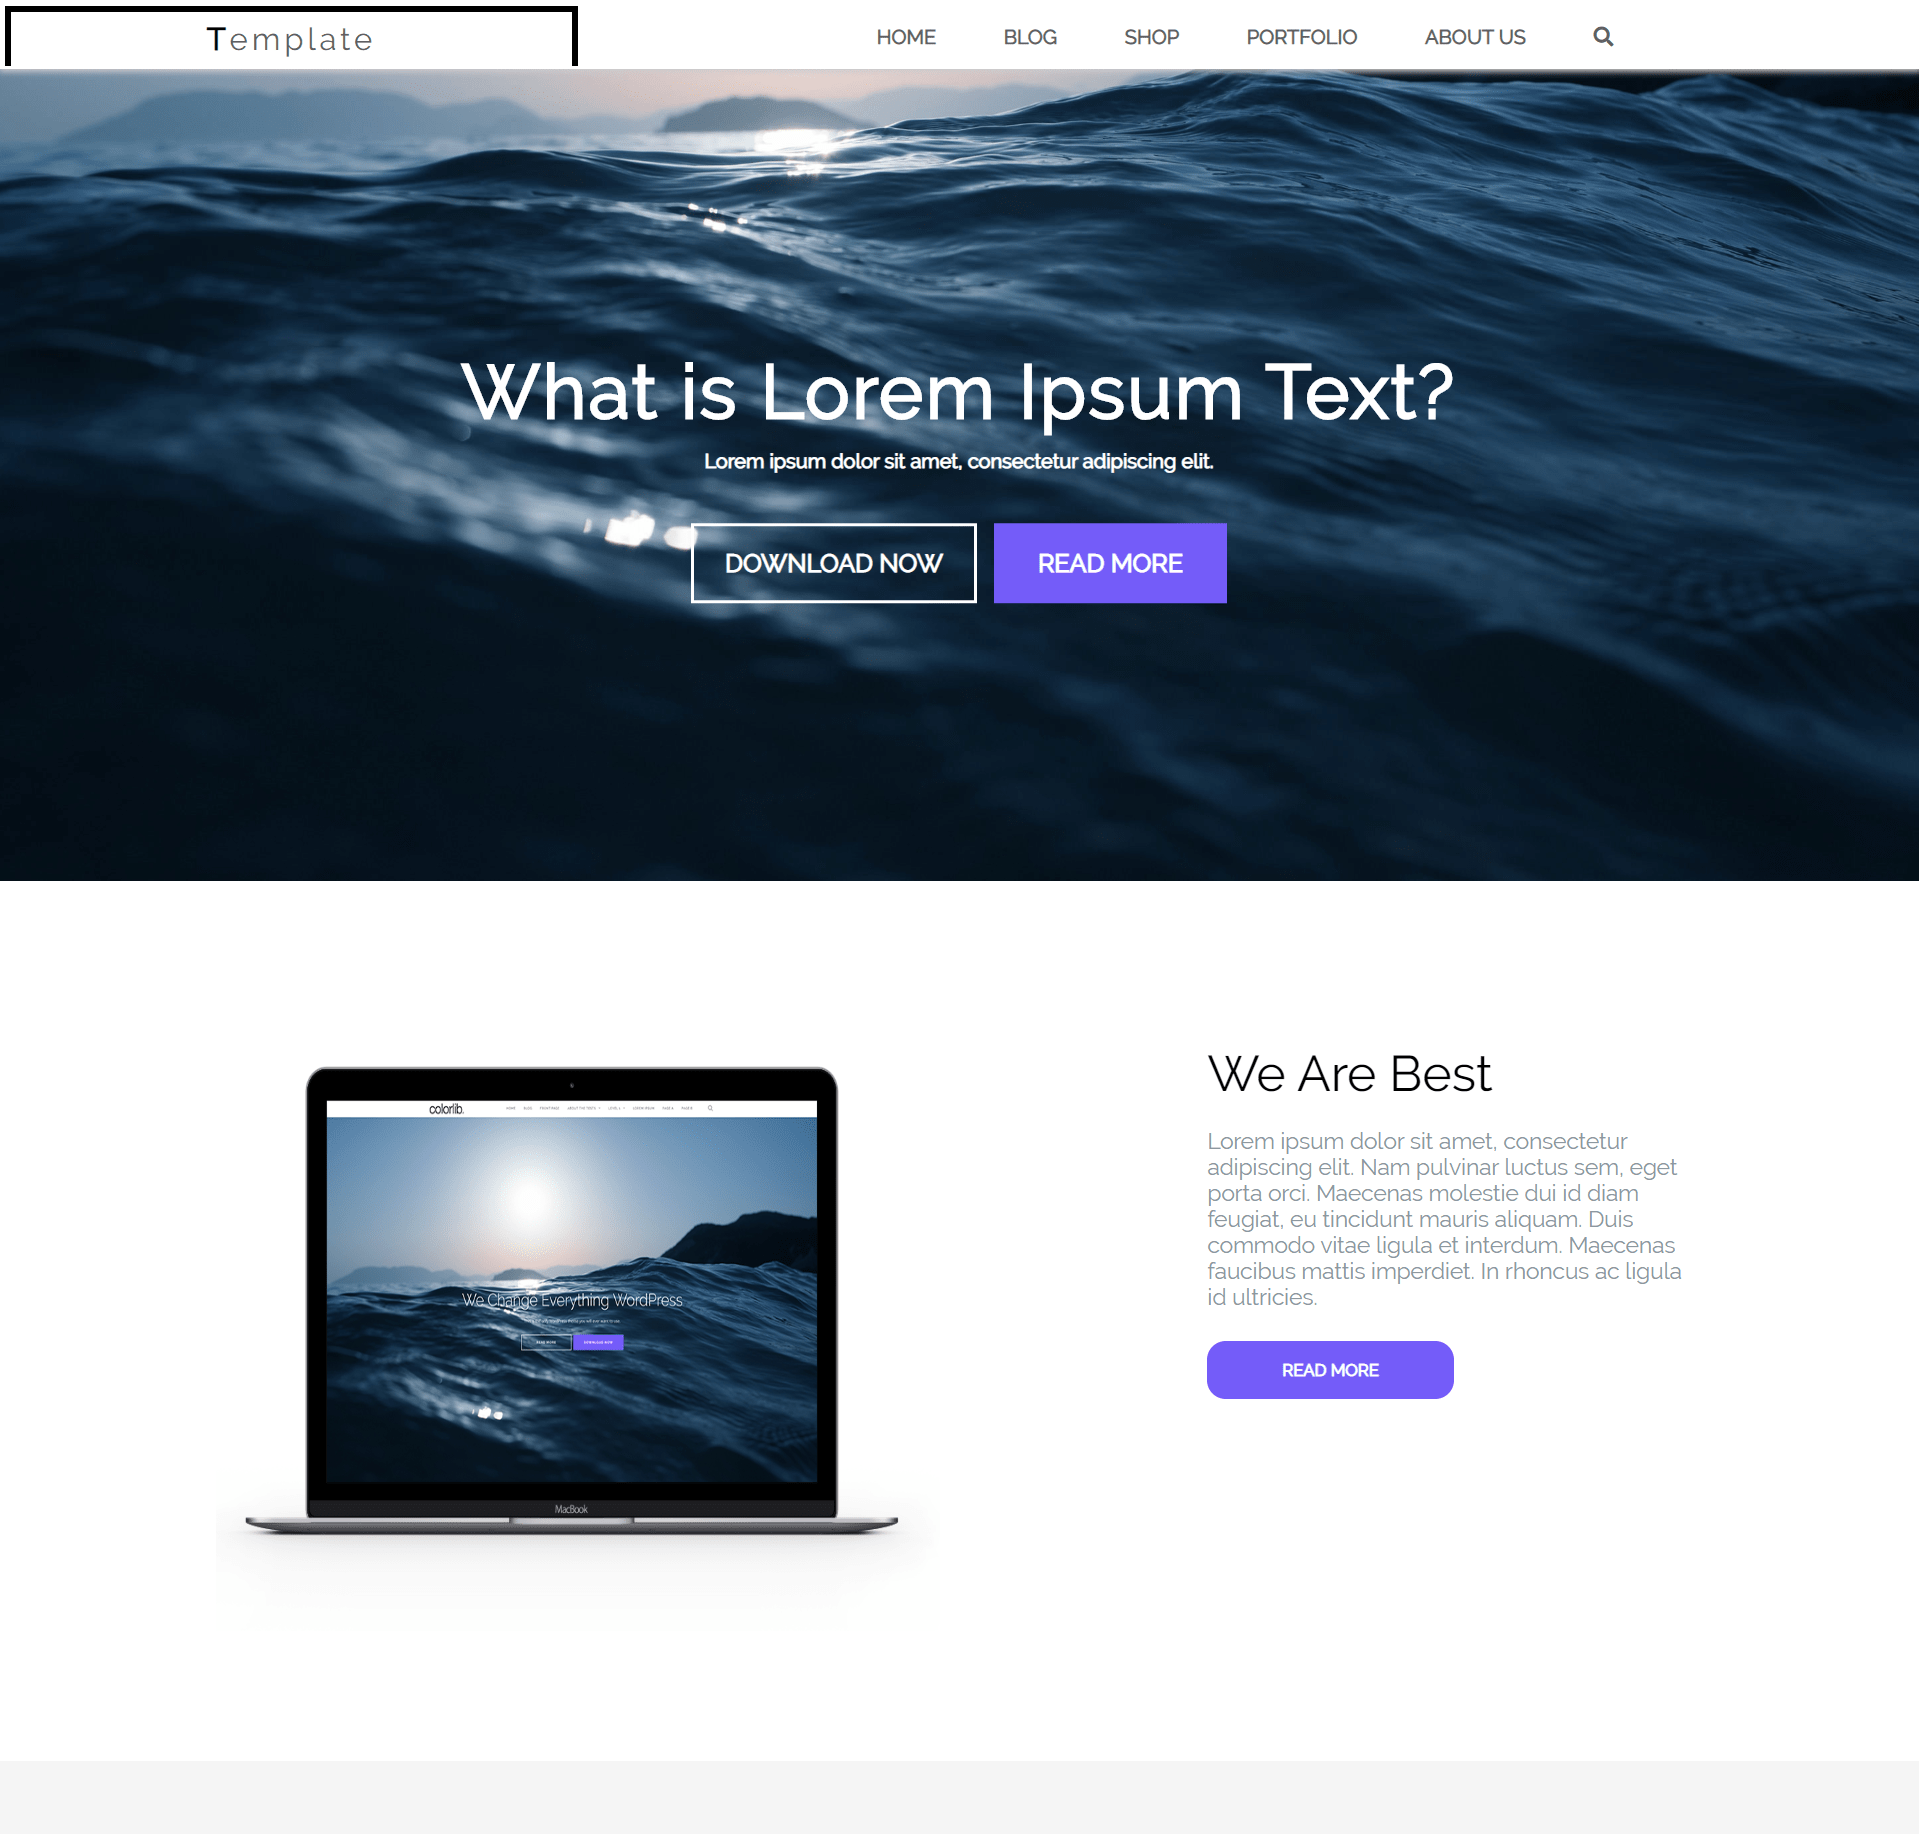 Template
HOME BLOG SHOP PORTFOLIO ABOUT US
What is Lorem Ipsum Text?
Lorem ipsum dolor sit amet, consectetur adipiscing elit.
DOWNLOAD NOW READ MORE
colorlib.
We Change Everything WordPress
READ MORE DOWNLOAD NOW
MacBook
We Are Best
Lorem ipsum dolor sit amet, consectetur
adipiscing elit. Nam pulvinar luctus sem, eget
porta orci. Maecenas molestie dui id diam
feugiat, eu tincidunt mauris aliquam. Duis
commodo vitae ligula et interdum. Maecenas
faucibus mattis imperdiet. In rhoncus ac ligula
id ultricies.
READ MORE